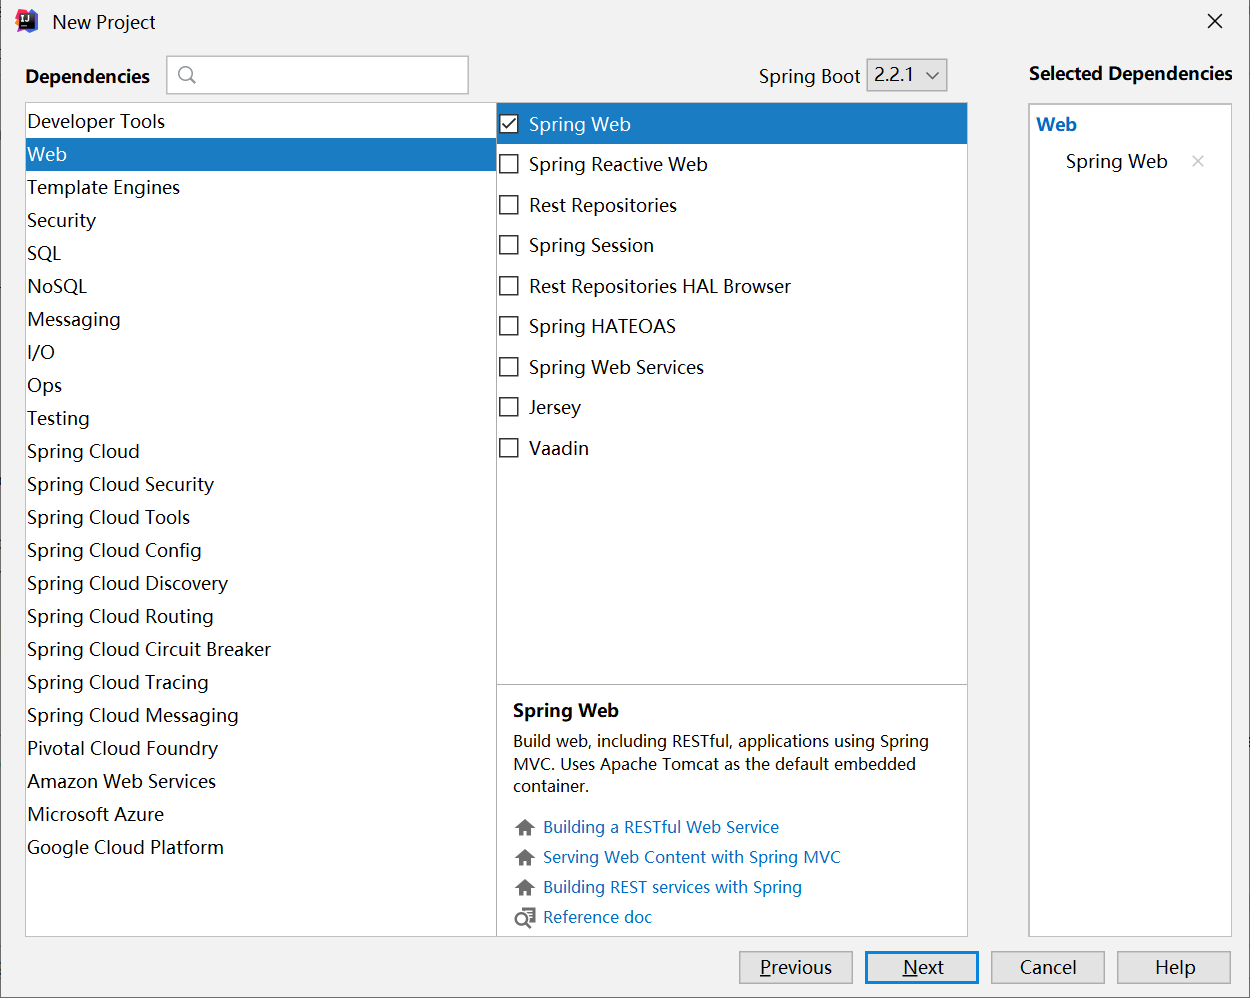 New Project
Dependencies
Spring Boot 2.2.1
Selected Dependencies
Developer Tools
Web
Template Engines
Security
SQL
NoSQL
Messaging
I/O
Ops
Testing
Spring Cloud
Spring Cloud Security
Spring Cloud Tools
Spring Cloud Config
Spring Cloud Discovery
Spring Cloud Routing
Spring Cloud Circuit Breaker
Spring Cloud Tracing
Spring Cloud Messaging
Pivotal Cloud Foundry
Amazon Web Services
Microsoft Azure
Google Cloud Platform
Spring Web
Spring Reactive Web
Rest Repositories
Spring Session
Rest Repositories HAL Browser
Spring HATEOAS
Spring Web Services
Jersey
Vaadin
Spring Web
Build web, including RESTful, applications using Spring
MVC. Uses Apache Tomcat as the default embedded
container.
Building a RESTful Web Service
Serving Web Content with Spring MVC
Building REST services with Spring
Reference doc
Web
Spring Web
Previous
Next
Cancel
Help